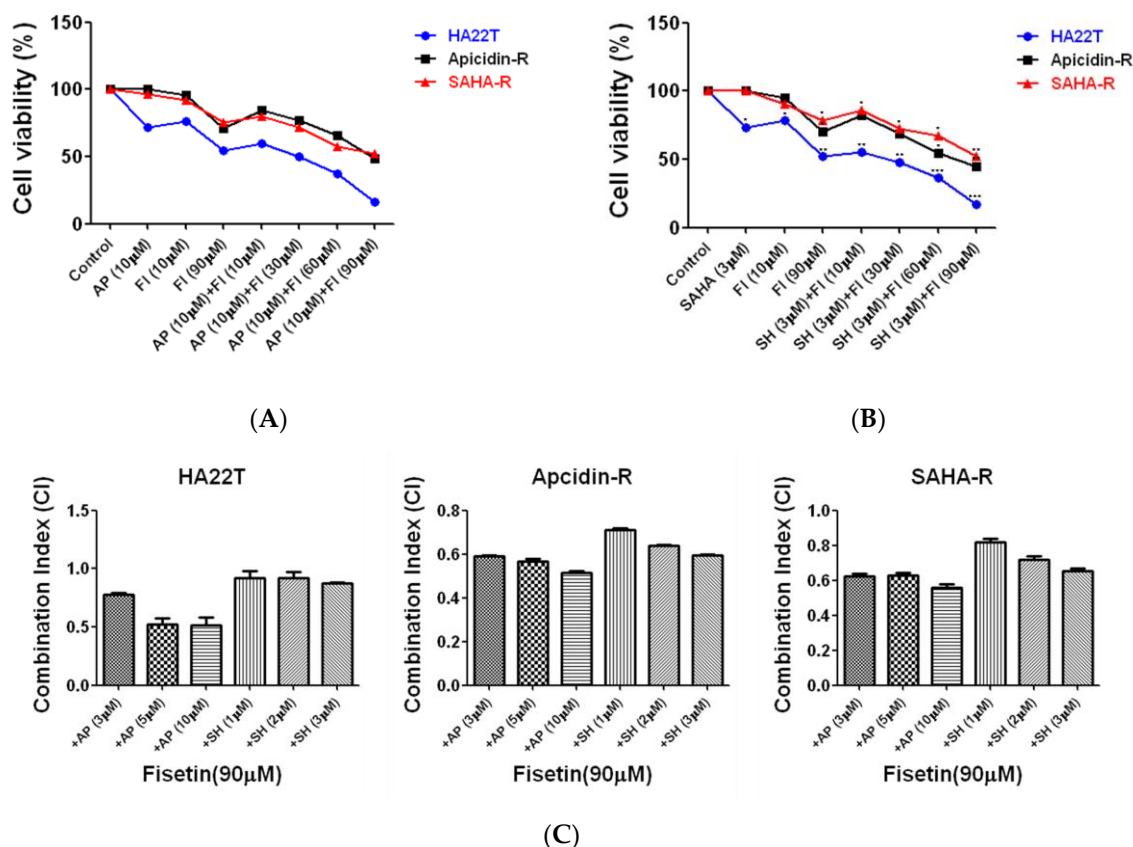 150
100
50
0
Cell viability (%)
HA22T
Apicidin-R
SAHA-R
Control
AP (10μM)
FI (10μM)
FI (90μM)
AP (10μM)+FI (10μM)
AP (10μM)+FI (30μM)
AP (10μM)+FI (60μM)
AP (10μM)+FI (90μM)
(A)
150
100
50
0
Cell viability (%)
HA22T
Apicidin-R
SAHA-R
Control
SAHA (3μM)
FI (10μM)
FI (90μM)
SH (3μM)+FI (10μM)
SH (3μM)+FI (30μM)
SH (3μM)+FI (60μM)
SH (3μM)+FI (90μM)
(B)
HA22T
Combination Index (CI)
1.5
1.0
0.5
0.0
+AP (3μM)
+AP (5μM)
+AP (10μM)
+SH (1μM)
+SH (2μM)
+SH (3μM)
Fisetin(90μM)
Apcidin-R
Combination Index (CI)
0.8
0.6
0.4
0.2
0.0
+AP (3μM)
+AP (5μM)
+AP (10μM)
+SH (1μM)
+SH (2μM)
+SH (3μM)
Fisetin(90μM)
SAHA-R
Combination Index (CI)
1.0
0.8
0.6
0.4
0.2
0.0
+AP (3μM)
+AP (5μM)
+AP (10μM)
+SH (1μM)
+SH (2μM)
+SH (3μM)
Fisetin(90μM)
(C)